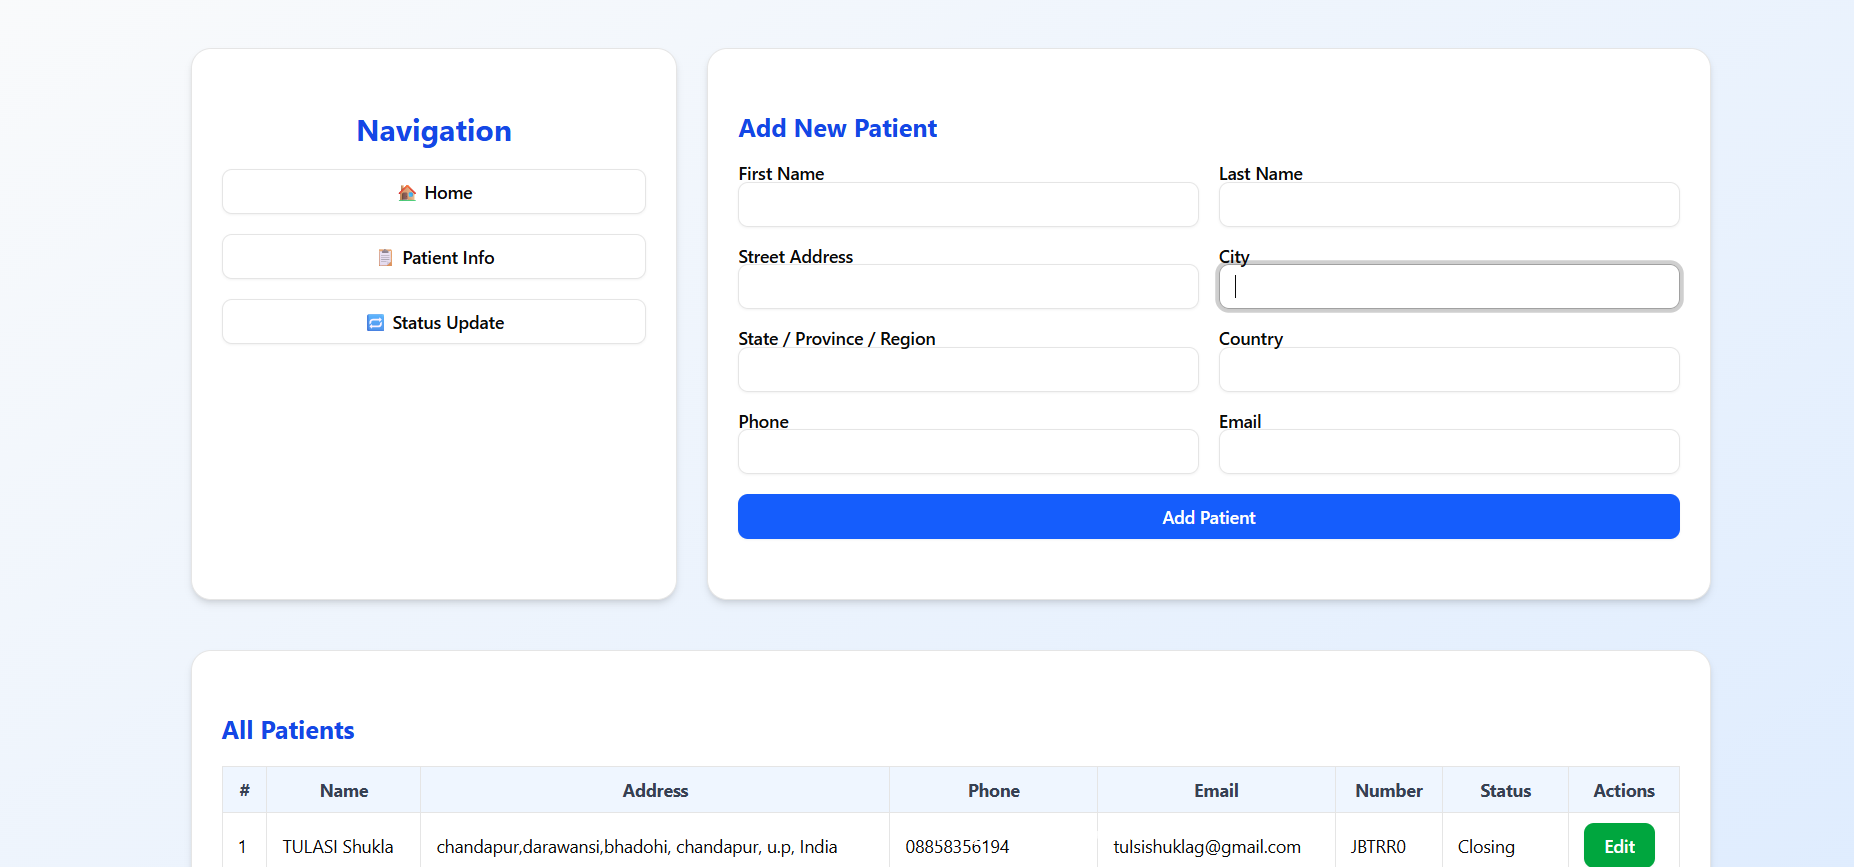 Navigation
Home
Patient Info
Status Update
Add New Patient
First Name Last Name
Street Address City
State / Province / Region Country
Phone Email
Add Patient
All Patients
# Name Address Phone Email Number Status Actions
1 TULASI Shukla chandapur,darawansi,bhadohi, chandapur, u.p, India 08858356194 tulsishuklag@gmail.com JBTRR0 Closing Edit